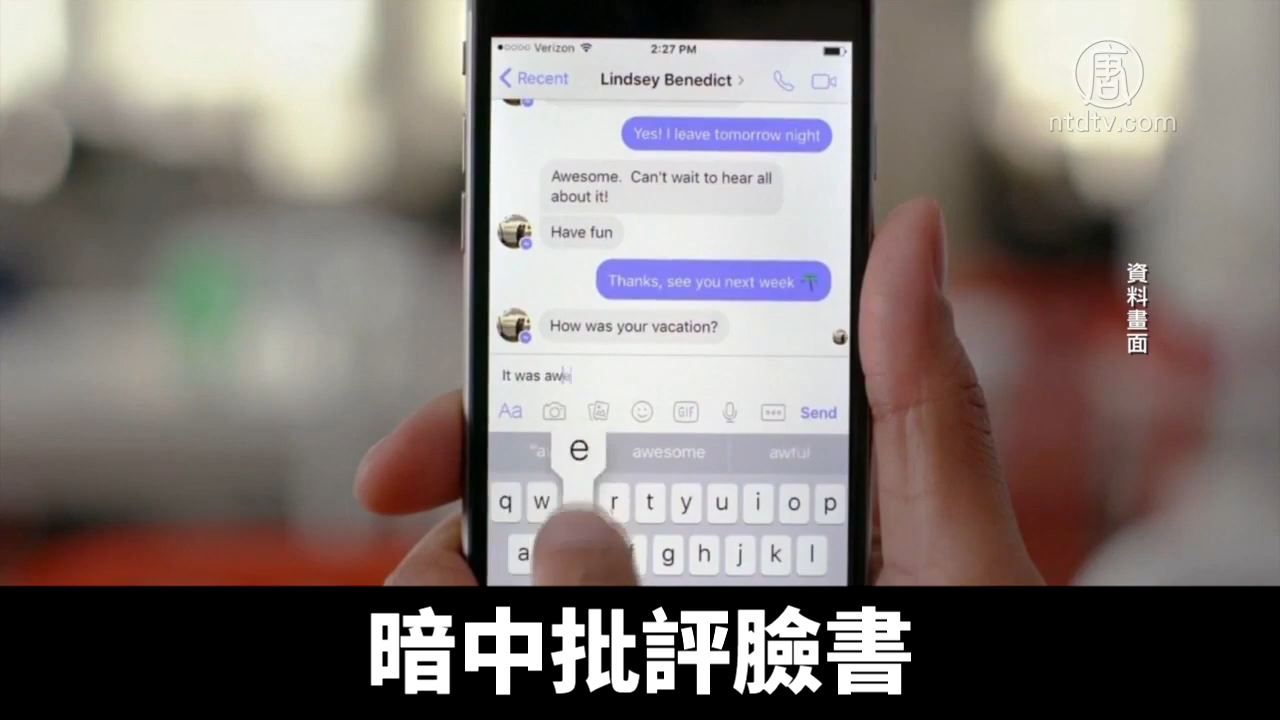 Verizon 2:27 PM
Recent Lindsey Benedict
唐
ntdtv.com
Yes! I leave tomorrow night
Awesome. Can't wait to hear all
about it!
Have fun
Thanks, see you next week
資料畫面
How was your vacation?
It was awe
Aa GIF Send
e
awesome awful
q w r t y u i o p
a f g h j k l
暗中批評臉書